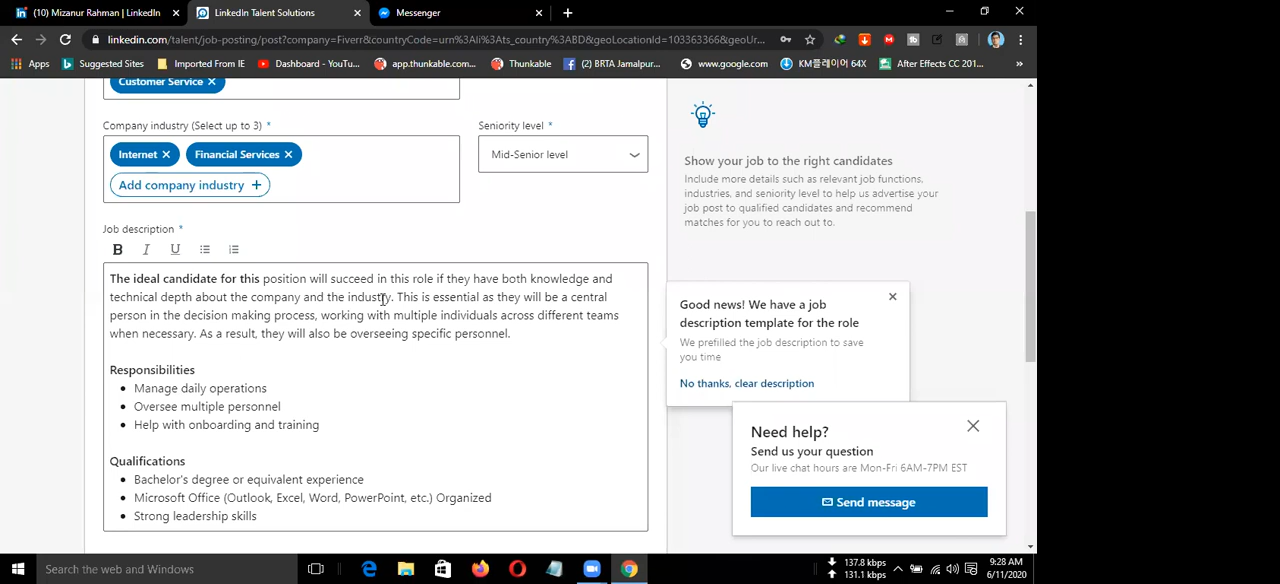 (10) Mizanur Rahman | LinkedIn
LinkedIn Talent Solutions
Messenger
linkedin.com/talent/job-posting/post?company=Fiverr&countryCode=urn%3Ali%3Ats_country%3ABD&geoLocationId=103363366&geoUr...
Apps
Suggested Sites
Imported From IE
Dashboard - YouTu...
app.thunkable.com
Thunkable
(2) BRTA Jamalpur...
www.google.com
KM플레이어 64X
After Effects CC 201...
»
Customer Service
Company industry (Select up to 3) *
Seniority level *
Internet
Financial Services
Mid-Senior level
Add company industry +
Job description *
B I U
The ideal candidate for this position will succeed in this role if they have both knowledge and
technical depth about the company and the industry. This is essential as they will be a central
person in the decision making process, working with multiple individuals across different teams
when necessary. As a result, they will also be overseeing specific personnel.
Responsibilities
• Manage daily operations
• Oversee multiple personnel
• Help with onboarding and training
Qualifications
• Bachelor's degree or equivalent experience
• Microsoft Office (Outlook, Excel, Word, PowerPoint, etc.) Organized
• Strong leadership skills
Show your job to the right candidates
Include more details such as relevant job functions,
industries, and seniority level to help us advertise your
job post to qualified candidates and recommend
matches for you to reach out to.
Good news! We have a job
description template for the role
We prefilled the job description to save
you time
No thanks, clear description
Need help?
Send us your question
Our live chat hours are Mon-Fri 6AM-7PM EST
Send message
Search the web and Windows
137.8 kbps
131.1 kbps
9:28 AM
6/11/2020